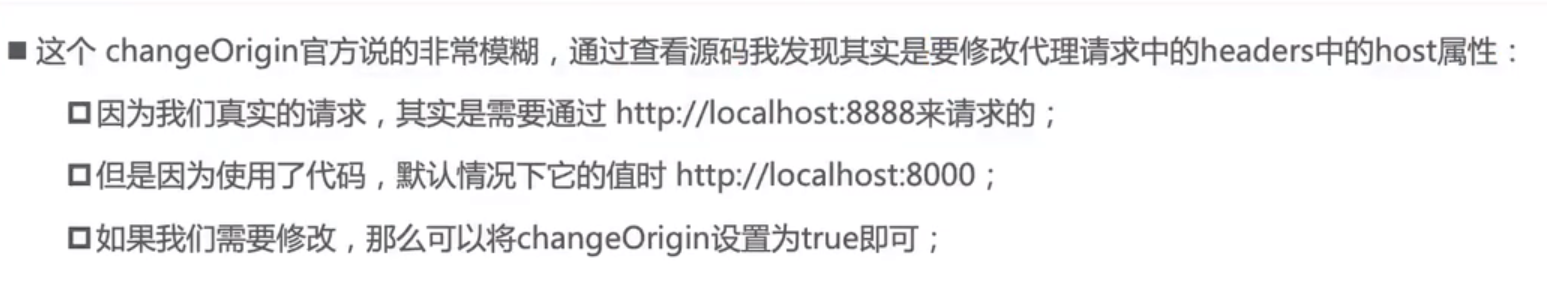 ■ 这个 changeOrigin官方说的非常模糊，通过查看源码我发现其实是要修改代理请求中的headers中的host属性：
因为我们真实的请求，其实是需要通过 http://localhost:8888来请求的；
但是因为使用了代码，默认情况下它的值时 http://localhost:8000；
如果我们需要修改，那么可以将changeOrigin设置为true即可；